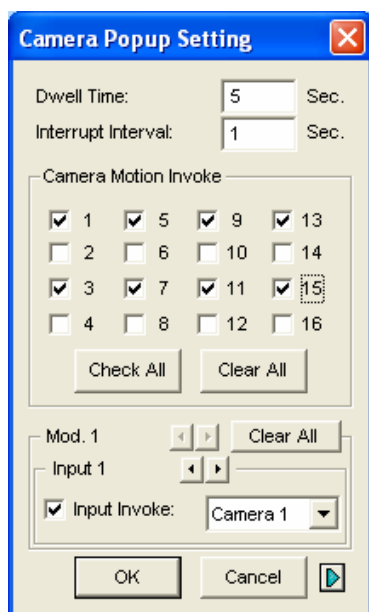 Camera Popup Setting
Dwell Time: 5 Sec.
Interrupt Interval: 1 Sec.
Camera Motion Invoke
1 5 9 13
2 6 10 14
3 7 11 15
4 8 12 16
Check All Clear All
Mod. 1 Clear All
Input 1
Input Invoke: Camera 1
OK Cancel